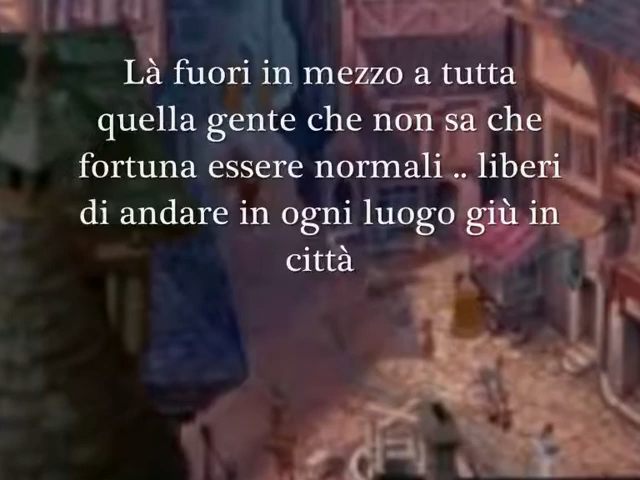 Là fuori in mezzo a tutta
quella gente che non sa che
fortuna essere normali .. liberi
di andare in ogni luogo giù in
città